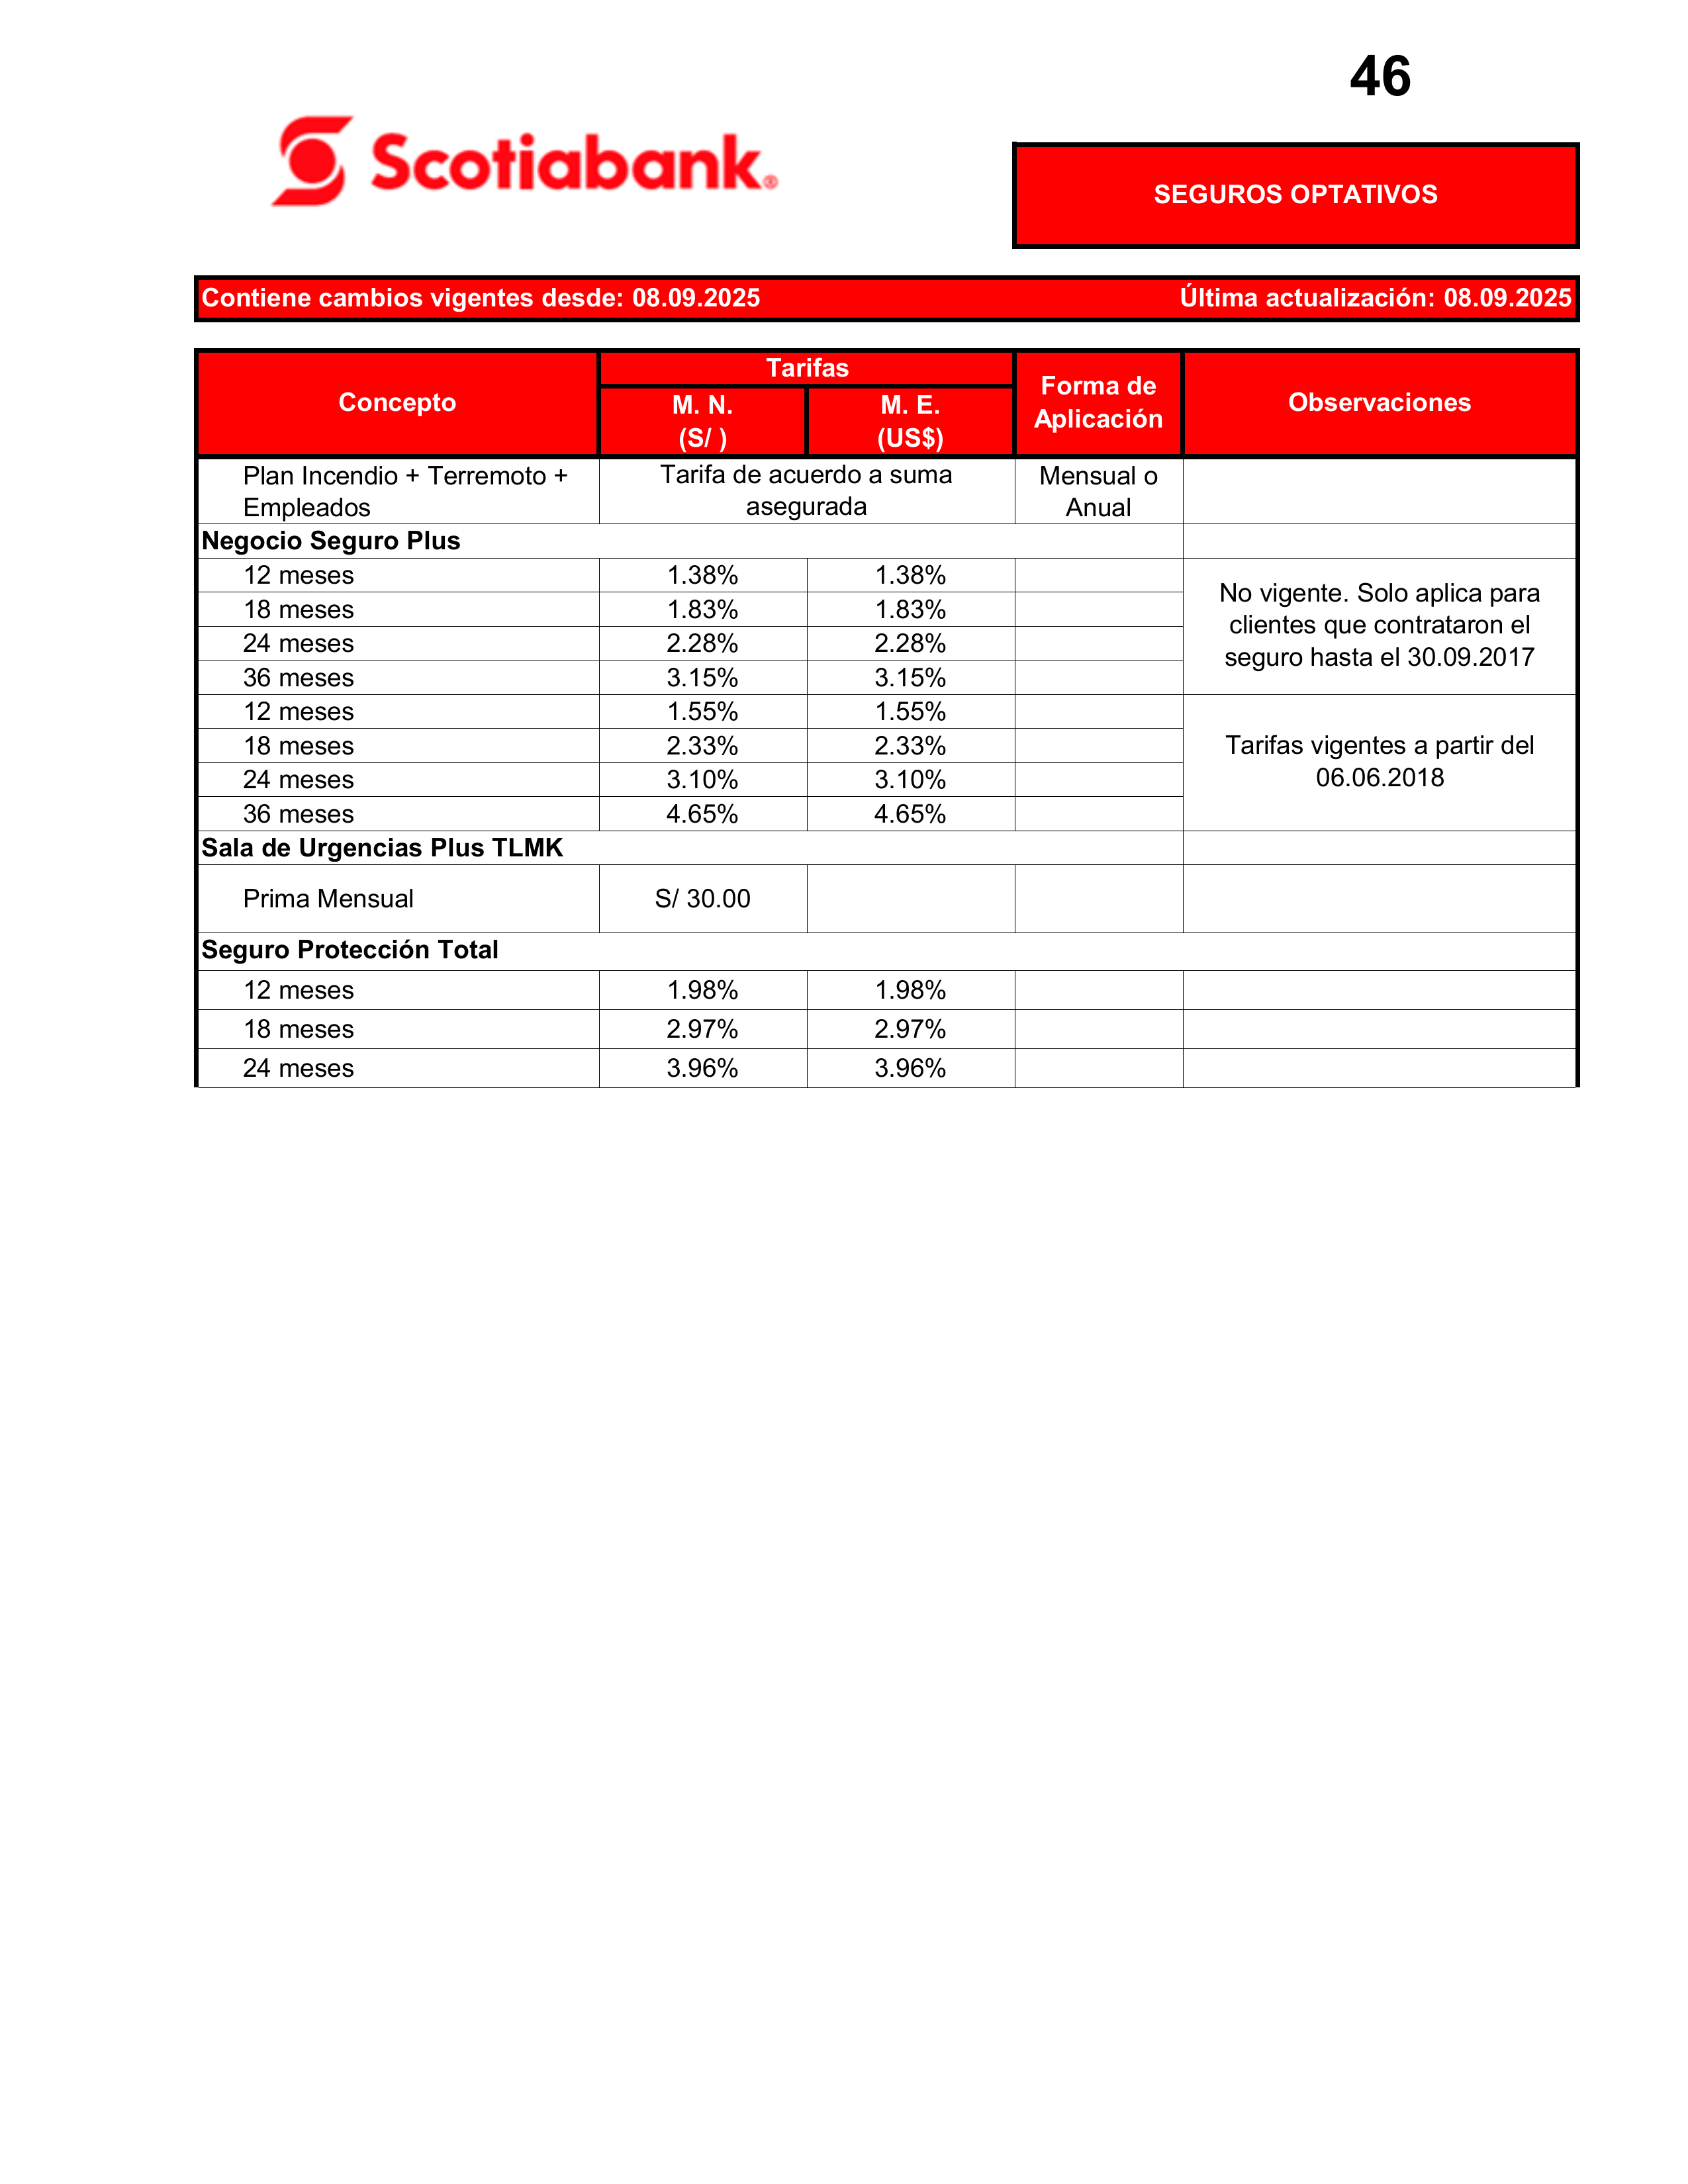 46
Scotiabank®
SEGUROS OPTATIVOS
Contiene cambios vigentes desde: 08.09.2025 Última actualización: 08.09.2025
Concepto
Tarifas
M. N.
(S/ )
M. E.
(US$)
Forma de
Aplicación
Observaciones
Plan Incendio + Terremoto +
Empleados
Tarifa de acuerdo a suma
asegurada
Mensual o
Anual
Negocio Seguro Plus
12 meses 1.38% 1.38%
18 meses 1.83% 1.83%
24 meses 2.28% 2.28%
36 meses 3.15% 3.15%
No vigente. Solo aplica para
clientes que contrataron el
seguro hasta el 30.09.2017
12 meses 1.55% 1.55%
18 meses 2.33% 2.33%
24 meses 3.10% 3.10%
36 meses 4.65% 4.65%
Tarifas vigentes a partir del
06.06.2018
Sala de Urgencias Plus TLMK
Prima Mensual S/ 30.00
Seguro Protección Total
12 meses 1.98% 1.98%
18 meses 2.97% 2.97%
24 meses 3.96% 3.96%